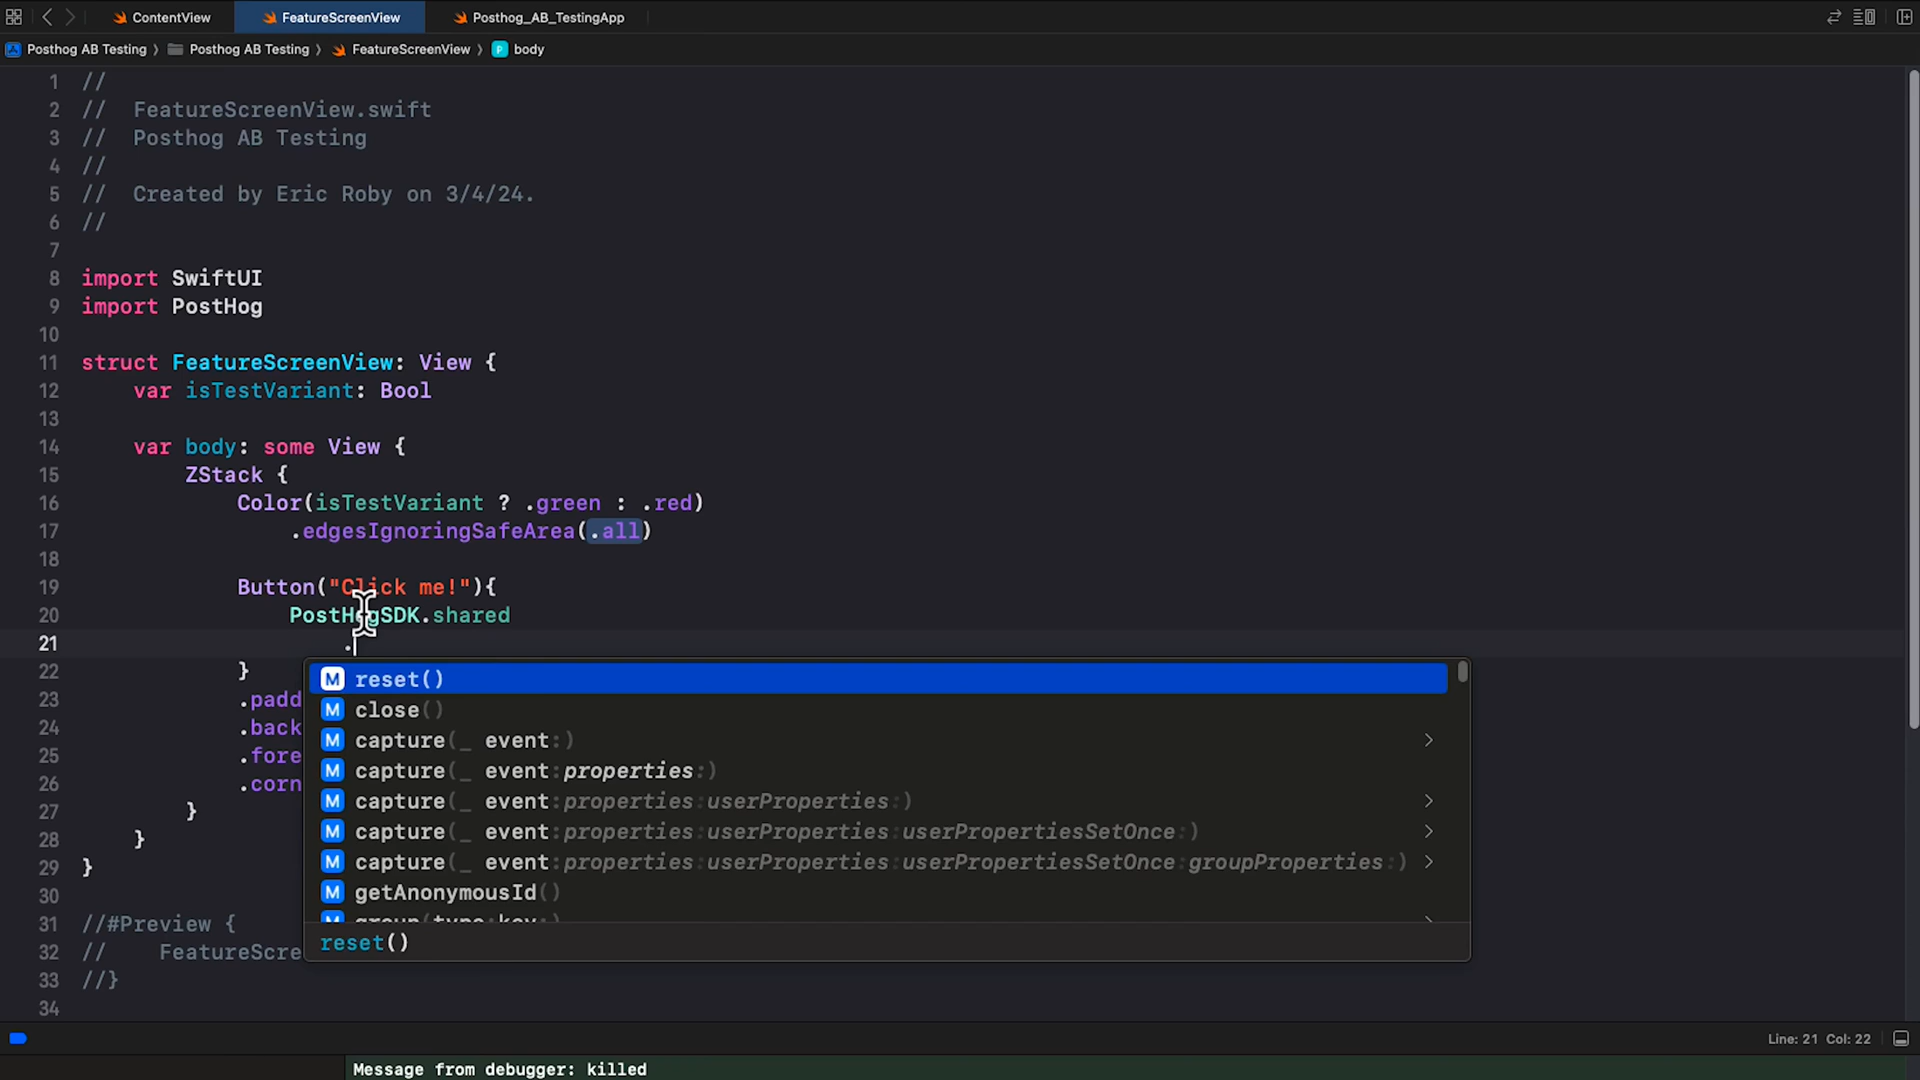 ContentView FeatureScreenView Posthog_AB_TestingApp
Posthog AB Testing Posthog AB Testing FeatureScreenView P body
1 //
2 //  FeatureScreenView.swift
3 //  Posthog AB Testing
4 //
5 //  Created by Eric Roby on 3/4/24.
6 //
7
8 import SwiftUI
9 import PostHog
10
11 struct FeatureScreenView: View {
12     var isTestVariant: Bool
13
14     var body: some View {
15         ZStack {
16             Color(isTestVariant ? .green : .red)
17                 .edgesIgnoringSafeArea(.all)
18
19             Button("Click me!"){
20                 PostHogSDK.shared
21                     .
22             }
23             .padd
24             .back
25             .fore
26             .corn
27         }
28     }
29 }
30
31 //#Preview {
32 //    FeatureScre
33 //}
34
M reset()
M close()
M capture(_ event:)
M capture(_ event:properties:)
M capture(_ event:properties:userProperties:)
M capture(_ event:properties:userProperties:userPropertiesSetOnce:)
M capture(_ event:properties:userProperties:userPropertiesSetOnce:groupProperties:)
M getAnonymousId()
M group(type:key:)
reset()
Line: 21 Col: 22
Message from debugger: killed